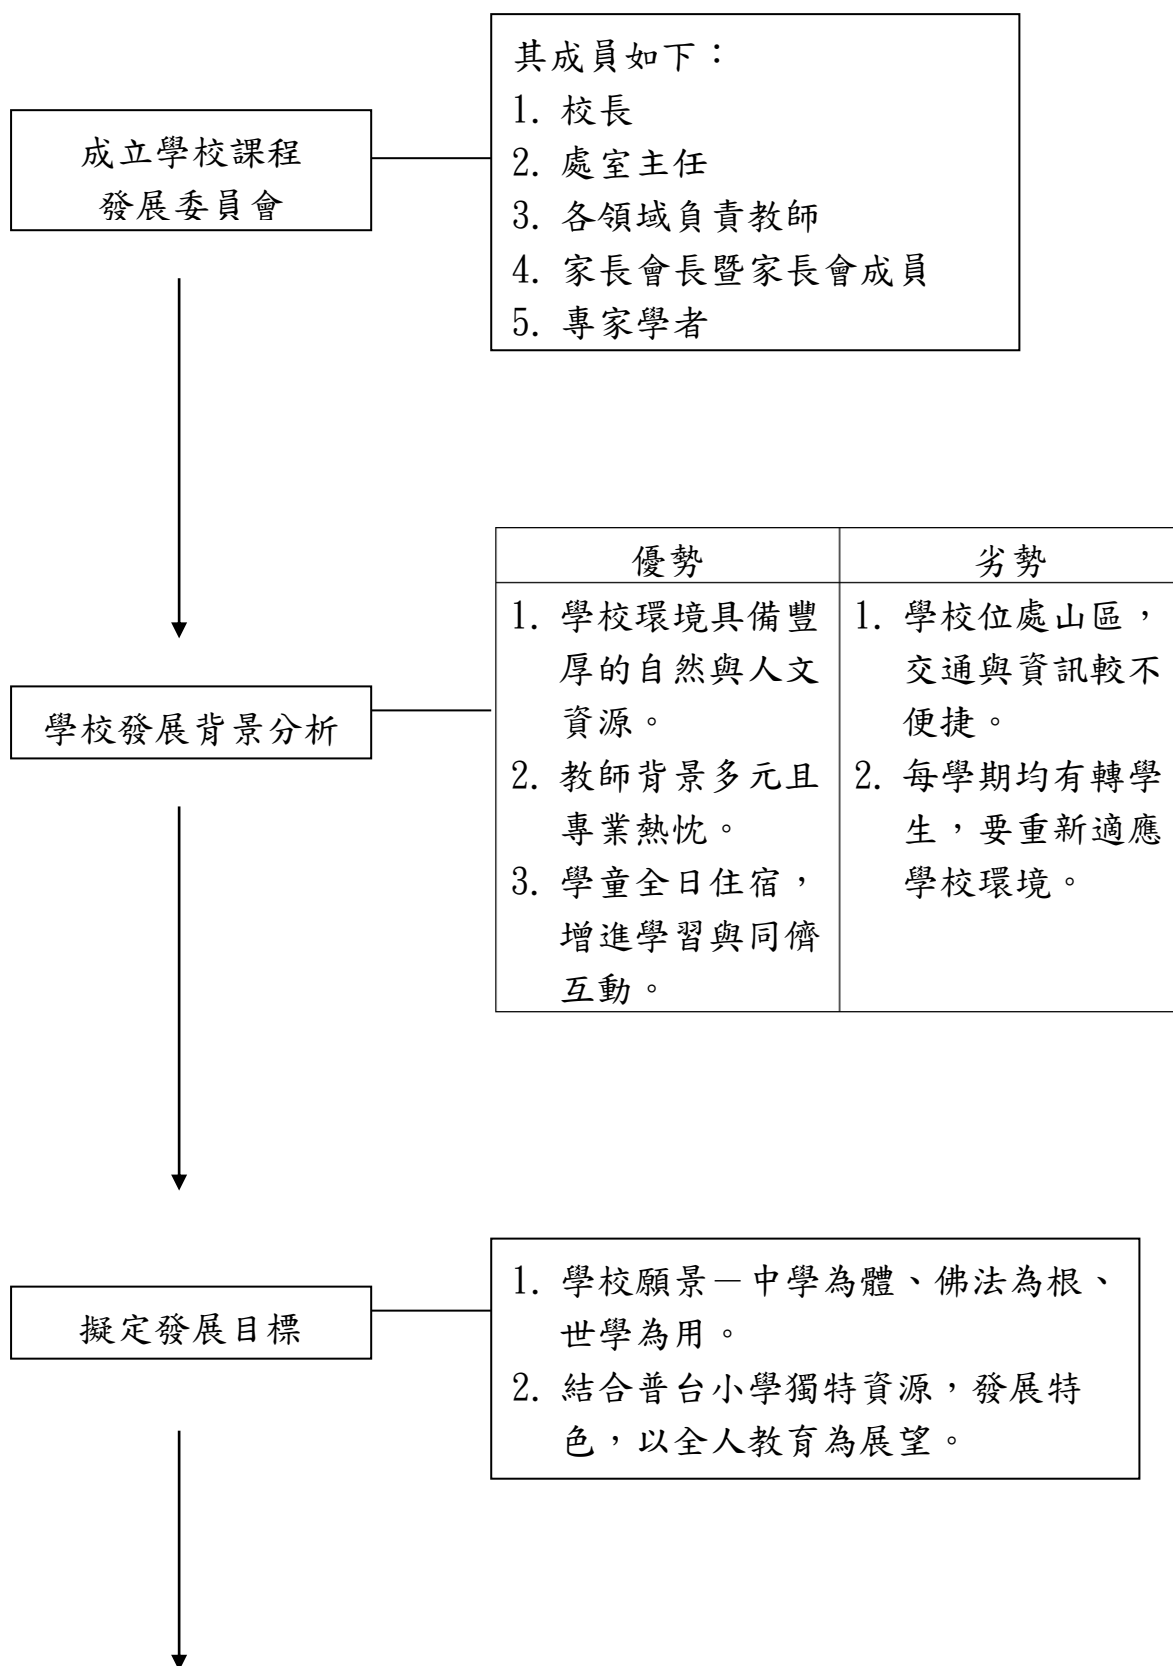 成立學校課程
發展委員會
其成員如下：
1. 校長
2. 處室主任
3. 各領域負責教師
4. 家長會長暨家長會成員
5. 專家學者
學校發展背景分析
優勢
1. 學校環境具備豐
厚的自然與人文
資源。
2. 教師背景多元且
專業熱忱。
3. 學童全日住宿，
增進學習與同儕
互動。
劣勢
1. 學校位處山區，
交通與資訊較不
便捷。
2. 每學期均有轉學
生，要重新適應
學校環境。
擬定發展目標
1. 學校願景－中學為體、佛法為根、
世學為用。
2. 結合普台小學獨特資源，發展特
色，以全人教育為展望。